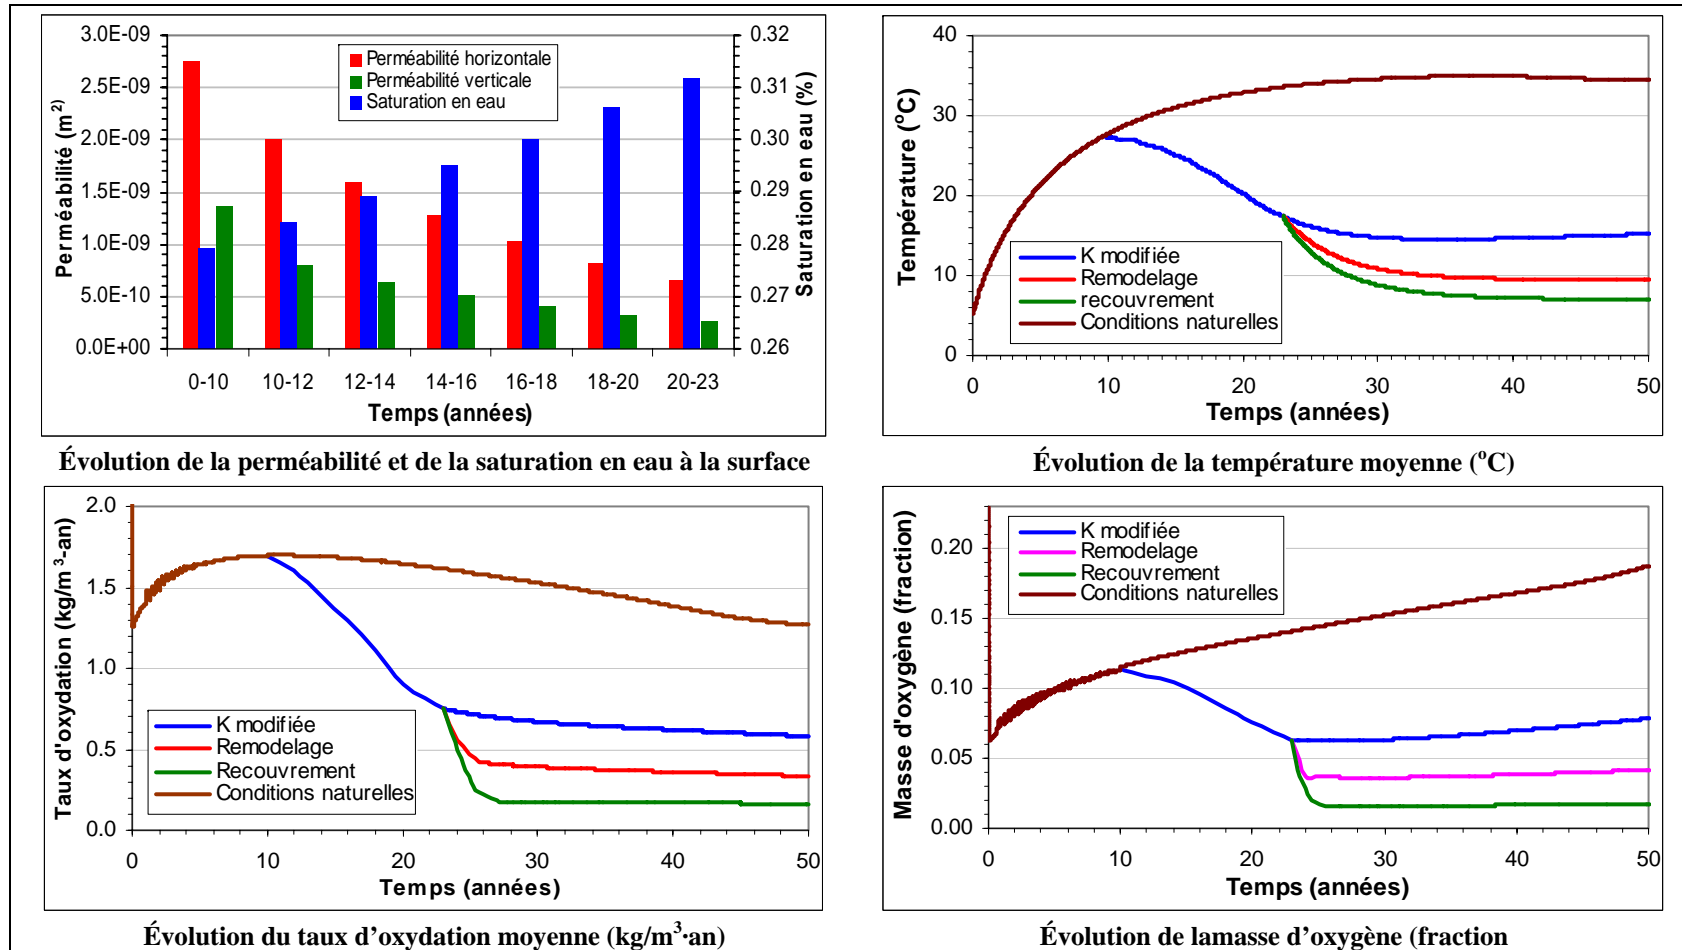 3.0E-09
2.5E-09
2.0E-09
1.5E-09
1.0E-09
5.0E-10
0.0E+00
Perméabilité (m²)
Perméabilité horizontale
Perméabilité verticale
Saturation en eau
0.32
0.31
0.30
0.29
0.28
0.27
0.26
Saturation en eau (%)
0-10 10-12 12-14 14-16 16-18 18-20 20-23
Temps (années)
Évolution de la perméabilité et de la saturation en eau à la surface
40
30
20
10
0
Température (°C)
K modifiée
Remodelage
recouvrement
Conditions naturelles
0 10 20 30 40 50
Temps (années)
Évolution de la température moyenne (°C)
2.0
1.5
1.0
0.5
0.0
Taux d'oxydation (kg/m³-an)
K modifiée
Remodelage
Recouvrement
Conditions naturelles
0 10 20 30 40 50
Temps (années)
Évolution du taux d’oxydation moyenne (kg/m³·an)
0.20
0.15
0.10
0.05
0.00
Masse d'oxygène (fraction)
K modifiée
Remodelage
Recouvrement
Conditions naturelles
0 10 20 30 40 50
Temps (années)
Évolution de lamasse d’oxygène (fraction